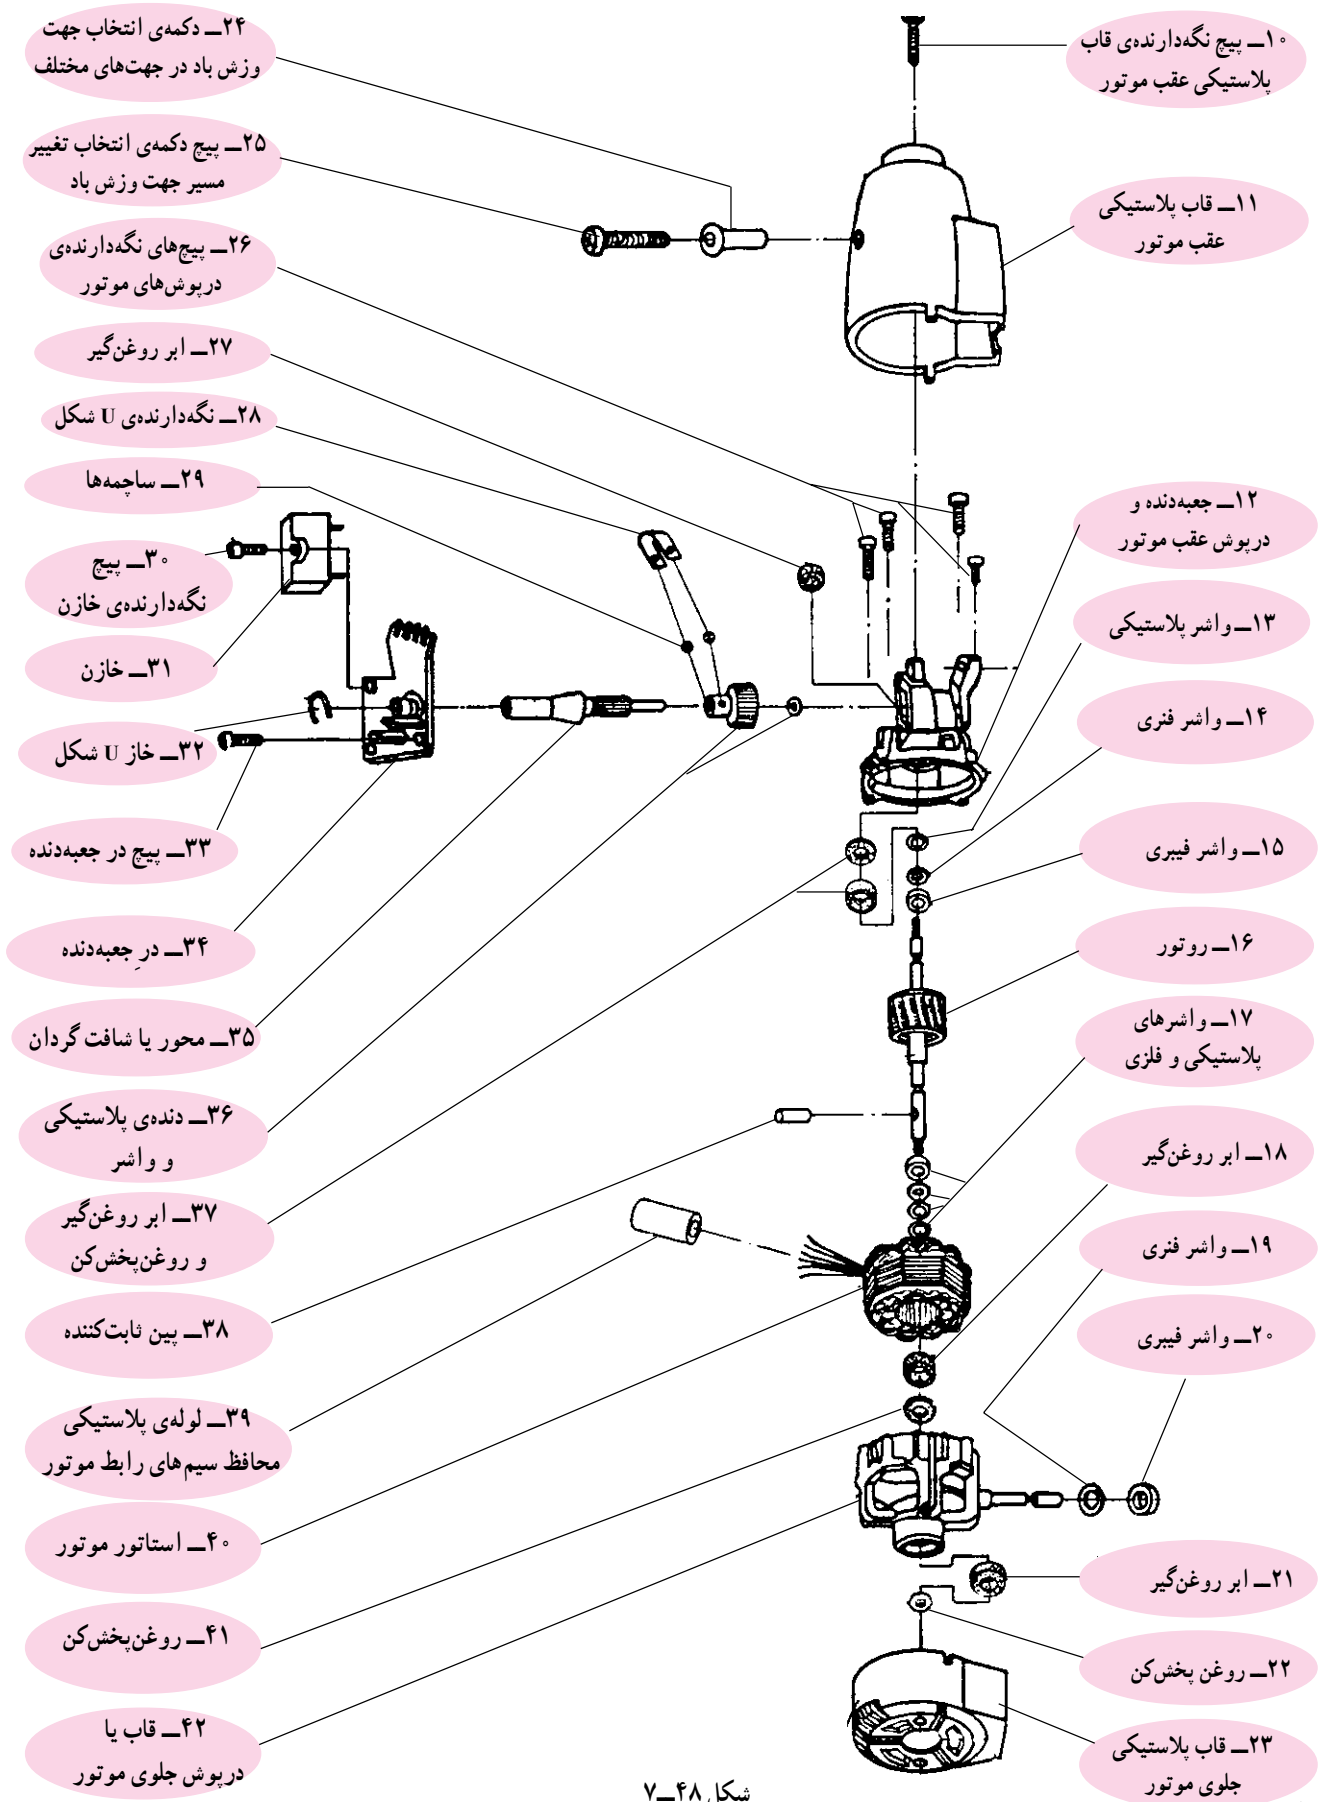 ۱۰ــ پیچ نگه‌دارنده‌ی قاب
پلاستیکی عقب موتور
۱۱ــ قاب پلاستیکی
عقب موتور
۱۲ــ جعبه‌دنده و
درپوش عقب موتور
۱۳ــ واشر پلاستیکی
۱۴ــ واشر فنری
۱۵ــ واشر فیبری
۱۶ــ روتور
۱۷ــ واشرهای
پلاستیکی و فلزی
۱۸ــ ابر روغن‌گیر
۱۹ــ واشر فنری
۲۰ــ واشر فیبری
۲۱ــ ابر روغن‌گیر
۲۲ــ روغن پخش‌کن
۲۳ــ قاب پلاستیکی
جلوی موتور
۲۴ــ دکمه‌ی انتخاب جهت
وزش باد در جهت‌های مختلف
۲۵ــ پیچ دکمه‌ی انتخاب تغییر
مسیر جهت وزش باد
۲۶ــ پیچ‌های نگه‌دارنده‌ی
درپوش‌های موتور
۲۷ــ ابر روغن‌گیر
۲۸ــ نگه‌دارنده‌ی U شکل
۲۹ــ ساچمه‌ها
۳۰ــ پیچ
نگه‌دارنده‌ی خازن
۳۱ــ خازن
۳۲ــ خاز U شکل
۳۳ــ پیچ در جعبه‌دنده
۳۴ــ درِ جعبه‌دنده
۳۵ــ محور یا شافت گردان
۳۶ــ دنده‌ی پلاستیکی
و واشر
۳۷ــ ابر روغن‌گیر
و روغن‌پخش‌کن
۳۸ــ پین ثابت‌کننده
۳۹ــ لوله‌ی پلاستیکی
محافظ سیم‌های رابط موتور
۴۰ــ استاتور موتور
۴۱ــ روغن‌پخش‌کن
۴۲ــ قاب یا
درپوش جلوی موتور
شکل ۴۸ــ۷